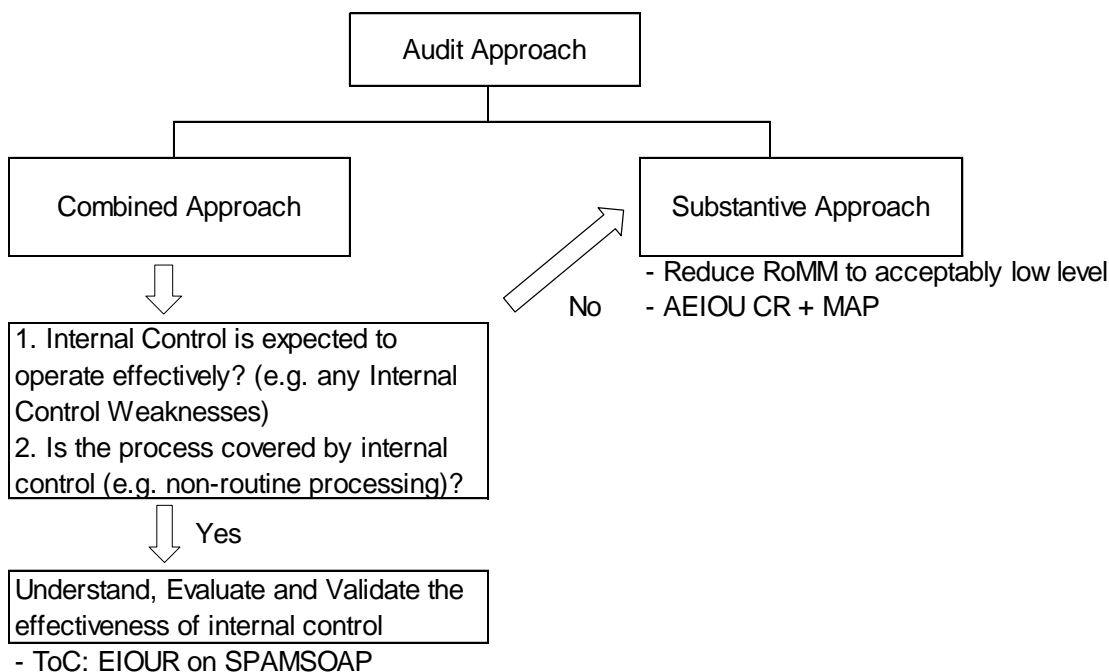 Audit Approach
Combined Approach
Substantive Approach
- Reduce RoMM to acceptably low level
No
- AEIOU CR + MAP
1. Internal Control is expected to
operate effectively? (e.g. any Internal
Control Weaknesses)
2. Is the process covered by internal
control (e.g. non-routine processing)?
Yes
Understand, Evaluate and Validate the
effectiveness of internal control
- ToC: EIOUR on SPAMSOAP